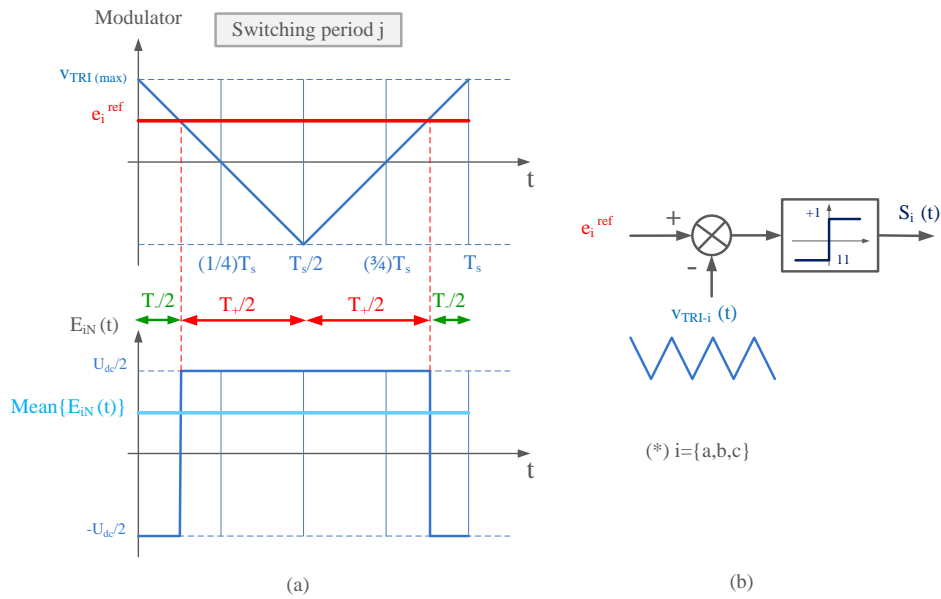 Modulator
Switching period j
vTRI (max)
ei ref
t
(1/4)Ts
Ts/2
(¾)Ts
Ts
T-/2
T+/2
T+/2
T-/2
EiN(t)
Udc/2
Mean{EiN(t)}
t
-Udc/2
(a)
ei ref
+
-
+1
11
Si (t)
vTRI-i (t)
(*) i={a,b,c}
(b)